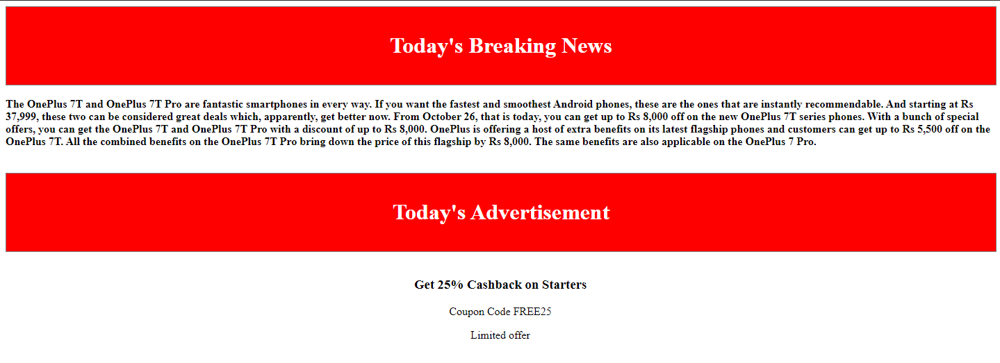 Today's Breaking News
The OnePlus 7T and OnePlus 7T Pro are fantastic smartphones in every way. If you want the fastest and smoothest Android phones, these are the ones that are instantly recommendable. And starting at Rs
37,999, these two can be considered great deals which, apparently, get better now. From October 26, that is today, you can get up to Rs 8,000 off on the new OnePlus 7T series phones. With a bunch of special
offers, you can get the OnePlus 7T and OnePlus 7T Pro with a discount of up to Rs 8,000. OnePlus is offering a host of extra benefits on its latest flagship phones and customers can get up to Rs 5,500 off on the
OnePlus 7T. All the combined benefits on the OnePlus 7T Pro bring down the price of this flagship by Rs 8,000. The same benefits are also applicable on the OnePlus 7 Pro.
Today's Advertisement
Get 25% Cashback on Starters
Coupon Code FREE25
Limited offer